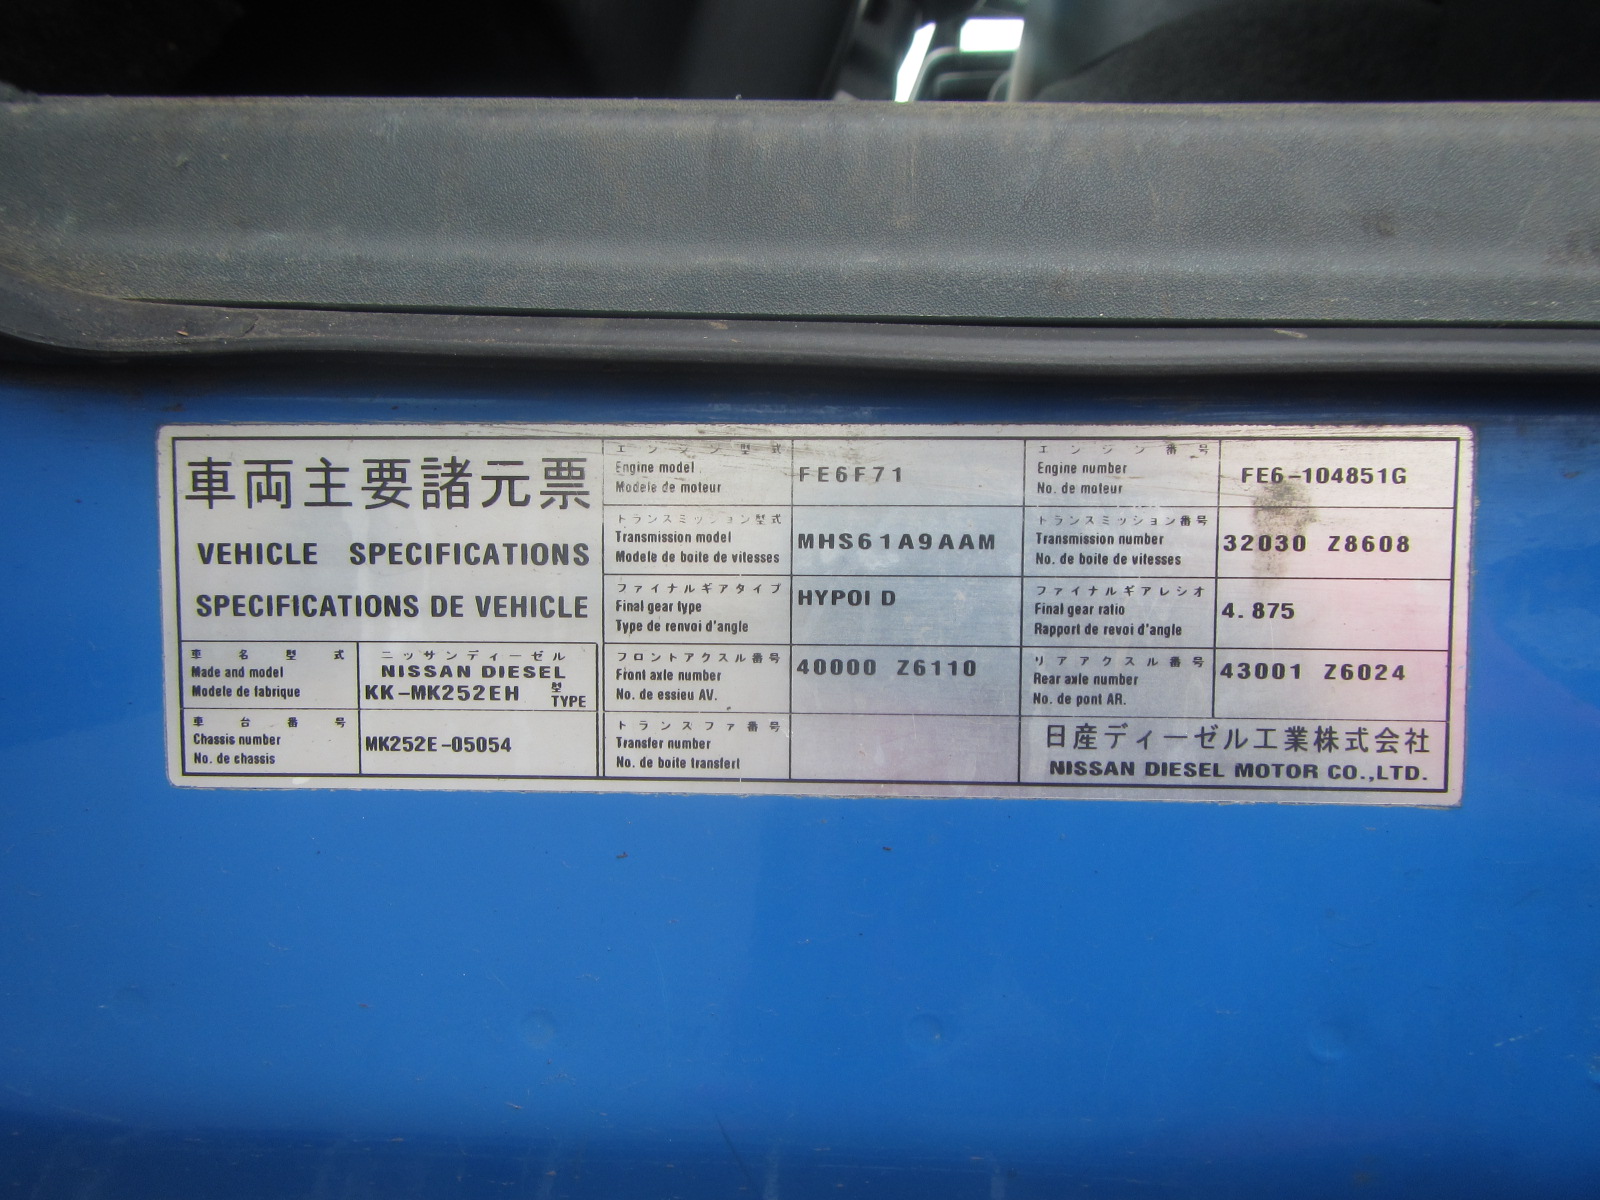 車両主要諸元票
VEHICLE SPECIFICATIONS
SPECIFICATIONS DE VEHICLE
車名型式
Made and model
Modele de fabrique
ニッサンディーゼル
NISSAN DIESEL
KK-MK252EH 型 TYPE
車台番号
Chassis number
No. de chassis
MK252E-05054
エンジン型式
Engine model
Modele de moteur
FE6F71
エンジン番号
Engine number
No. de moteur
FE6-104851G
トランスミッション型式
Transmission model
Modele de boite de vitesses
MHS61A9AAM
トランスミッション番号
Transmission number
No. de boite de vitesses
32030 Z8608
ファイナルギアタイプ
Final gear type
Type de renvoi d'angle
HYPOID
ファイナルギアレシオ
Final gear ratio
Rapport de revoi d'angle
4.875
フロントアクスル番号
Front axle number
No. de essieu AV.
40000 Z6110
リアアクスル番号
Rear axle number
No. de pont AR.
43001 Z6024
トランスファ番号
Transfer number
No. de boite transfert
日産ディーゼル工業株式会社
NISSAN DIESEL MOTOR CO.,LTD.